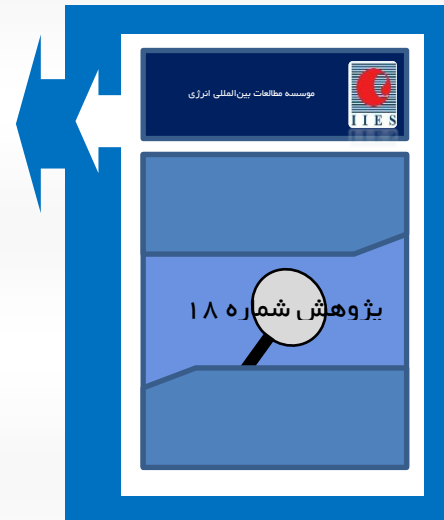 موسسه مطالعات بین‌المللی انرژی
IIES
پژوهش شماره ۱۸